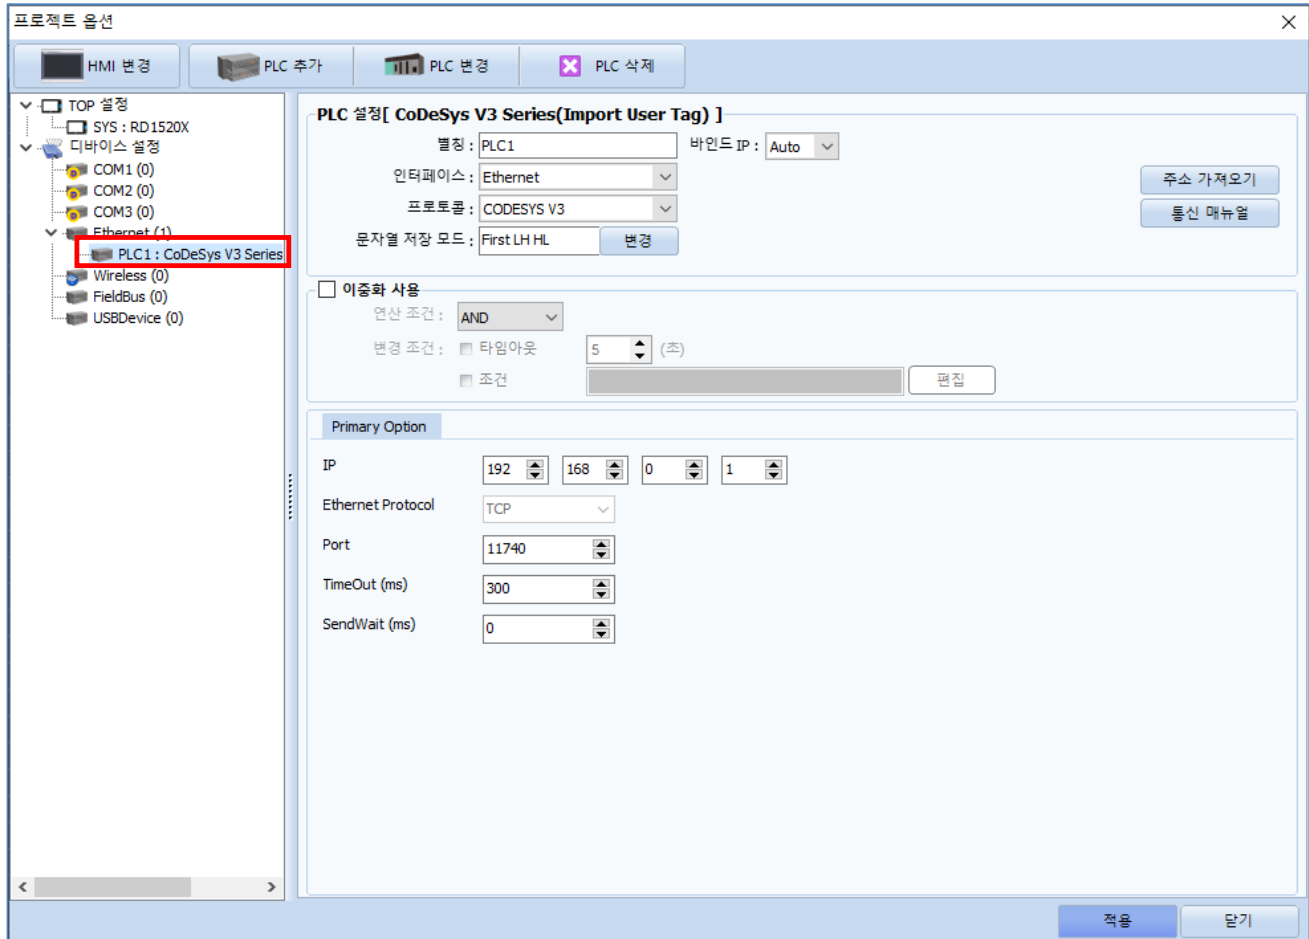 프로젝트 옵션
HMI 변경
PLC 추가
PLC 변경
PLC 삭제
TOP 설정
SYS : RD1520X
디바이스 설정
COM1 (0)
COM2 (0)
COM3 (0)
Ethernet (1)
PLC1 : CoDeSys V3 Series
Wireless (0)
FieldBus (0)
USBDevice (0)
PLC 설정[ CoDeSys V3 Series(Import User Tag) ]
별칭 : PLC1 바인드 IP : Auto
인터페이스 : Ethernet
주소 가져오기
프로토콜 : CODESYS V3
통신 매뉴얼
문자열 저장 모드 : First LH HL 변경
이중화 사용
연산 조건 : AND
변경 조건 : 타임아웃 5 (초)
조건 편집
Primary Option
IP 192 168 0 1
Ethernet Protocol TCP
Port 11740
TimeOut (ms) 300
SendWait (ms) 0
적용 닫기